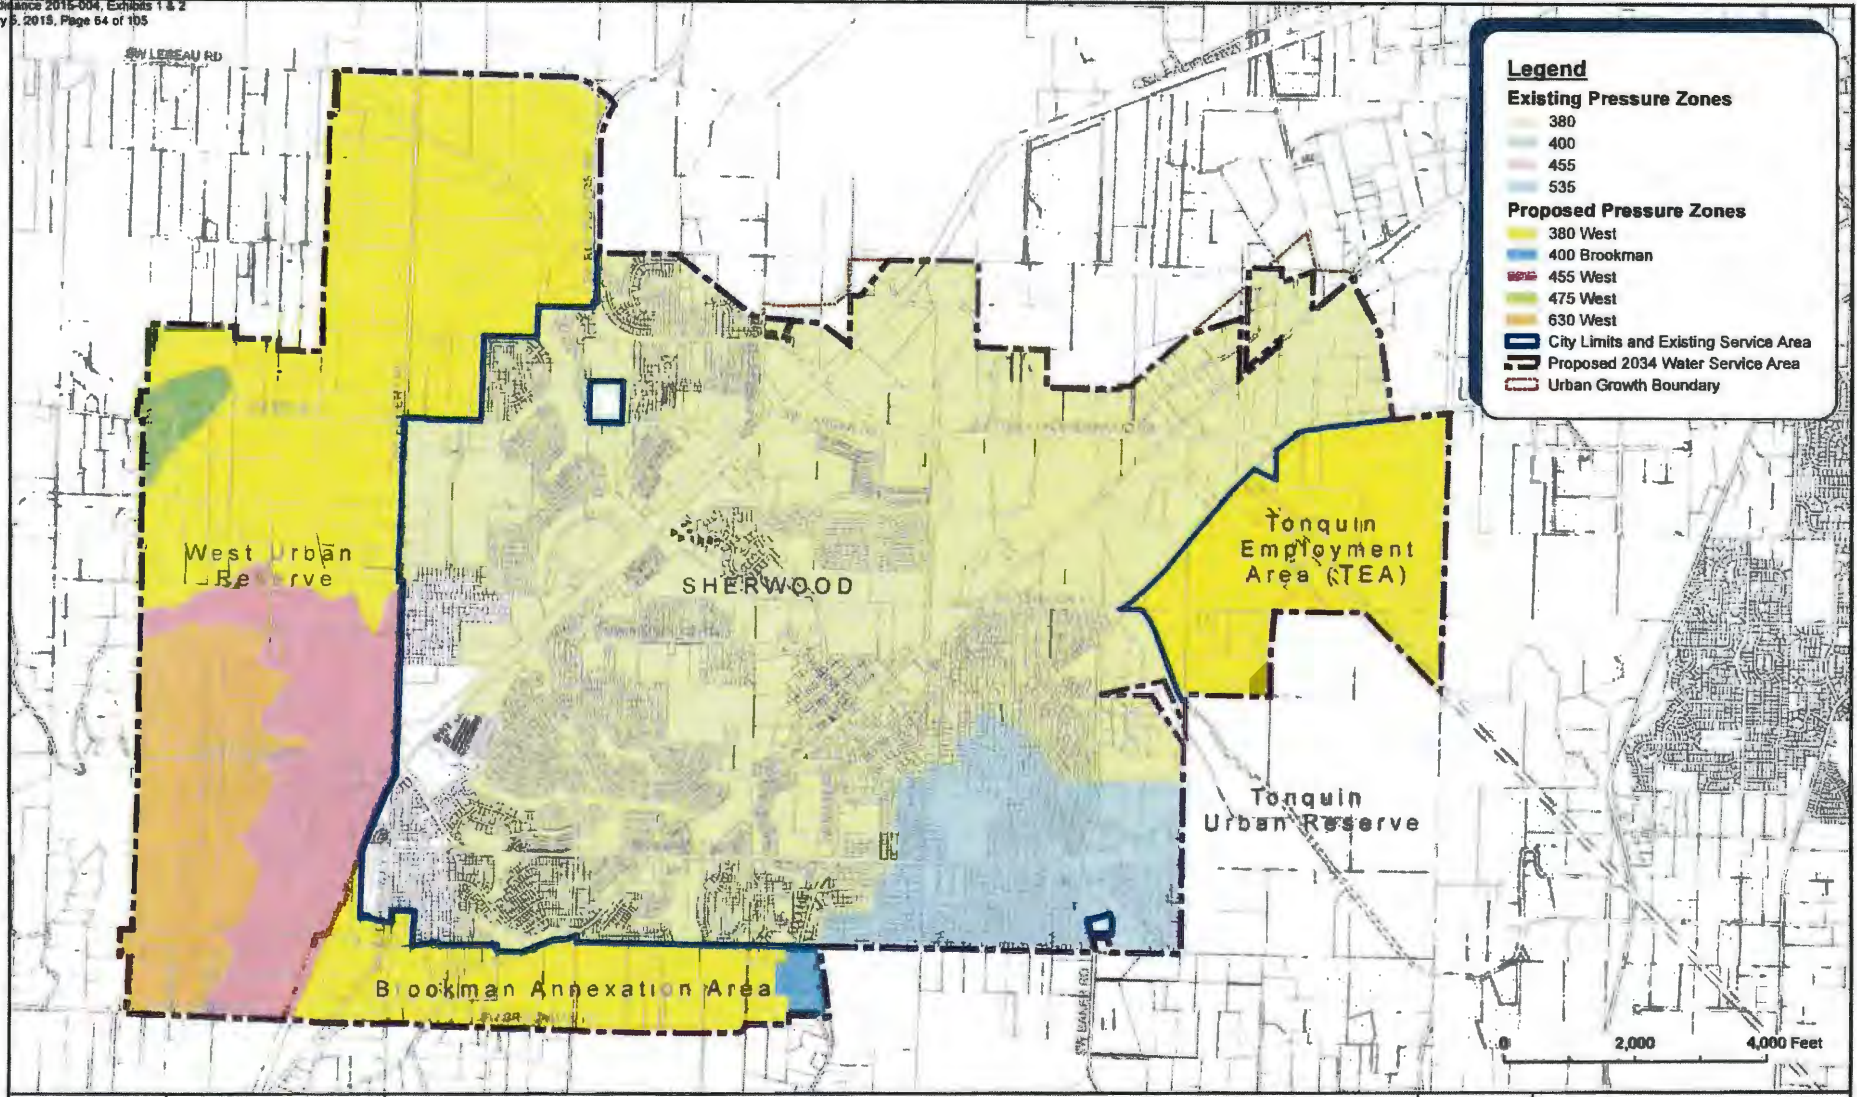 2015-004, Exhibits 1 & 2
2015, Page 64 of 105
SW LEBEAU RD
Legend
Existing Pressure Zones
380
400
455
535
Proposed Pressure Zones
380 West
400 Brookman
455 West
475 West
630 West
City Limits and Existing Service Area
Proposed 2034 Water Service Area
Urban Growth Boundary
West Urban
Reserve
SHERWOOD
Tonquin
Employment
Area (TEA)
Tonquin
Urban Reserve
Brookman Annexation Area
SW BAKER RD
0 2,000 4,000 Feet